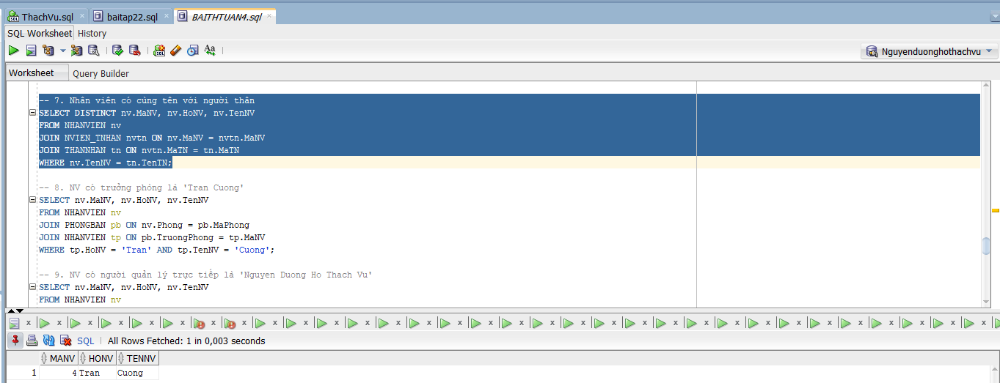 ThachVu.sql × baitap22.sql × BAITHTUAN4.sql ×
SQL Worksheet History
Nguyenduonghothachvu
Worksheet Query Builder
-- 7. Nhân viên có cùng tên với người thân
SELECT DISTINCT nv.MaNV, nv.HoNV, nv.TenNV
FROM NHANVIEN nv
JOIN NVIEN_TNHAN nvtn ON nv.MaNV = nvtn.MaNV
JOIN THANNHAN tn ON nvtn.MaTN = tn.MaTN
WHERE nv.TenNV = tn.TenTN;
-- 8. NV có trưởng phòng là 'Tran Cuong'
SELECT nv.MaNV, nv.HoNV, nv.TenNV
FROM NHANVIEN nv
JOIN PHONGBAN pb ON nv.Phong = pb.MaPhong
JOIN NHANVIEN tp ON pb.TruongPhong = tp.MaNV
WHERE tp.HoNV = 'Tran' AND tp.TenNV = 'Cuong';
-- 9. NV có người quản lý trực tiếp là 'Nguyen Duong Ho Thach Vu'
SELECT nv.MaNV, nv.HoNV, nv.TenNV
FROM NHANVIEN nv
SQL All Rows Fetched: 1 in 0,003 seconds
MANV HONV TENNV
1 4 Tran Cuong